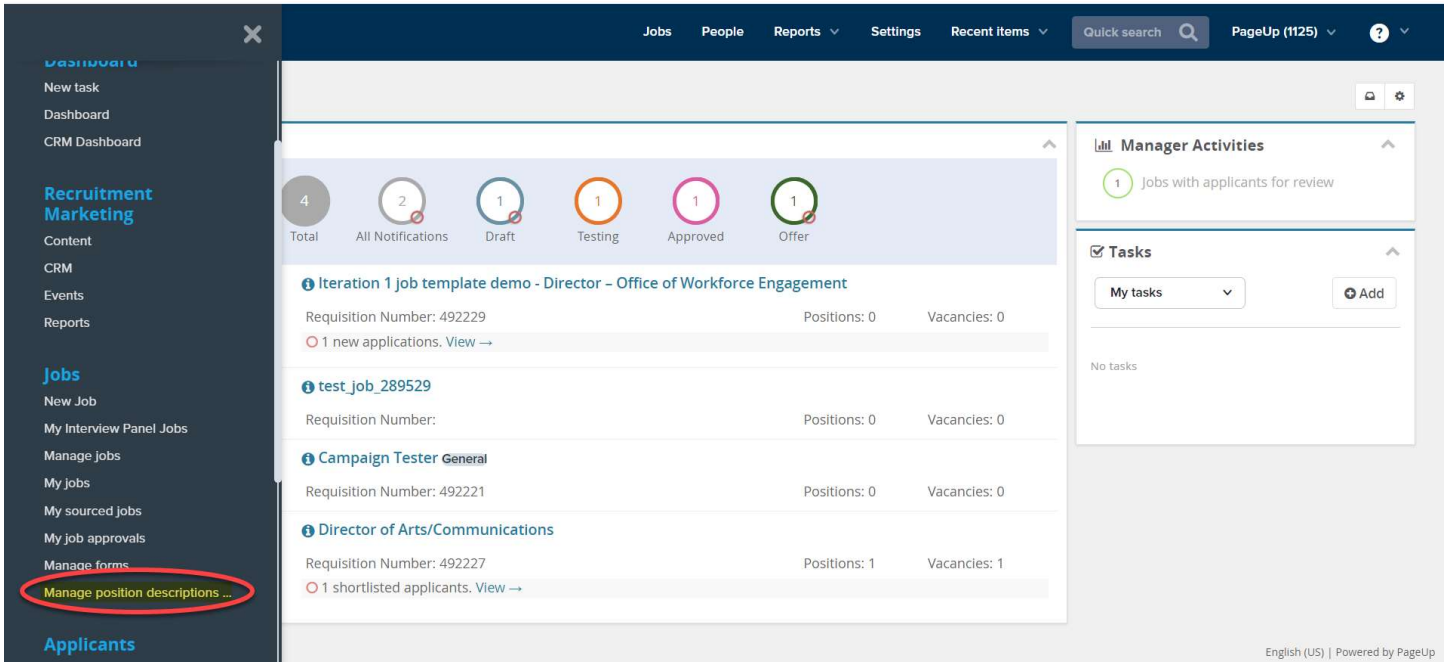 Jobs People Reports Settings Recent items Quick search PageUp (1125) ?
Dashboard
New task
Dashboard
CRM Dashboard
Recruitment
Marketing
Content
CRM
Events
Reports
Jobs
New Job
My Interview Panel Jobs
Manage jobs
My jobs
My sourced jobs
My job approvals
Manage forms
Manage position descriptions ...
Applicants
4 2 1 1 1 1
Total All Notifications Draft Testing Approved Offer
Iteration 1 job template demo - Director – Office of Workforce Engagement
Requisition Number: 492229 Positions: 0 Vacancies: 0
1 new applications. View →
test_job_289529
Requisition Number: Positions: 0 Vacancies: 0
Campaign Tester General
Requisition Number: 492221 Positions: 0 Vacancies: 0
Director of Arts/Communications
Requisition Number: 492227 Positions: 1 Vacancies: 1
1 shortlisted applicants. View →
Manager Activities
1 Jobs with applicants for review
Tasks
My tasks Add
No tasks
English (US) | Powered by PageUp